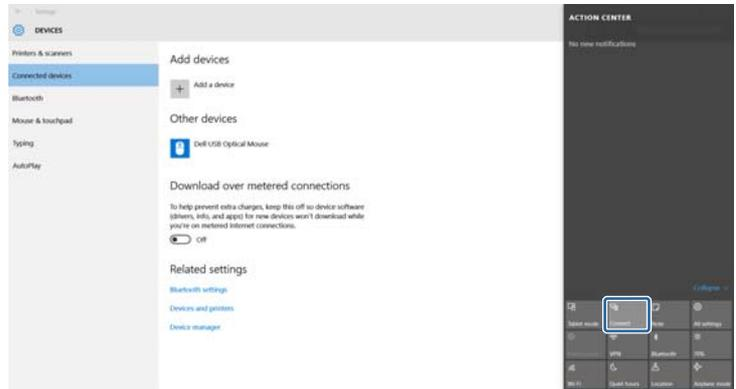 Settings
DEVICES
Printers & scanners
Connected devices
Bluetooth
Mouse & touchpad
Typing
AutoPlay
Add devices
Add a device
Other devices
Dell USB Optical Mouse
Download over metered connections
To help prevent extra charges, keep this off so device software
(drivers, info, and apps) for new devices won't download while
you're on metered Internet connections.
Off
Related settings
Bluetooth settings
Devices and printers
Device manager
ACTION CENTER
No new notifications
Collapse
Tablet mode Connect Note All settings
VPN Bluetooth 70%
Wi-Fi Quiet hours Location Airplane mode